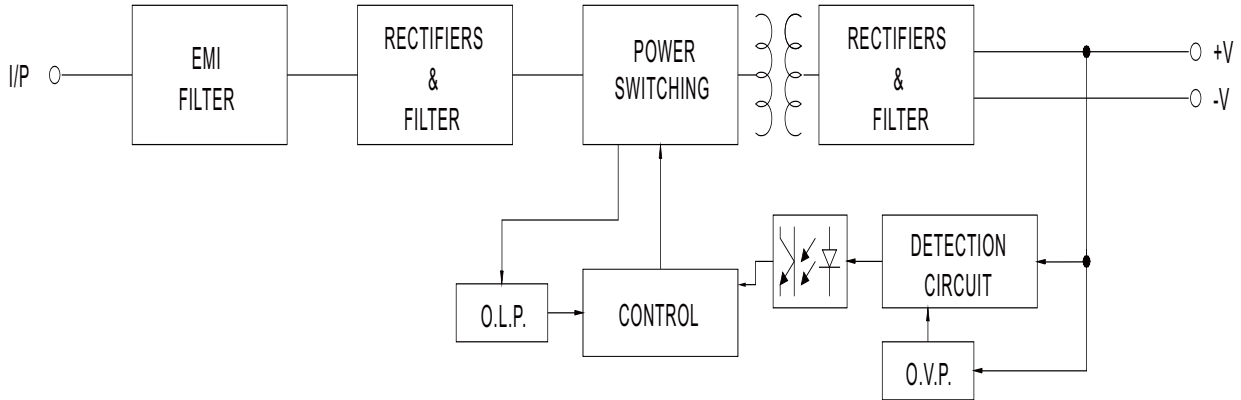 I/P
EMI
FILTER
RECTIFIERS
&
FILTER
POWER
SWITCHING
RECTIFIERS
&
FILTER
+V
-V
O.L.P.
CONTROL
DETECTION
CIRCUIT
O.V.P.